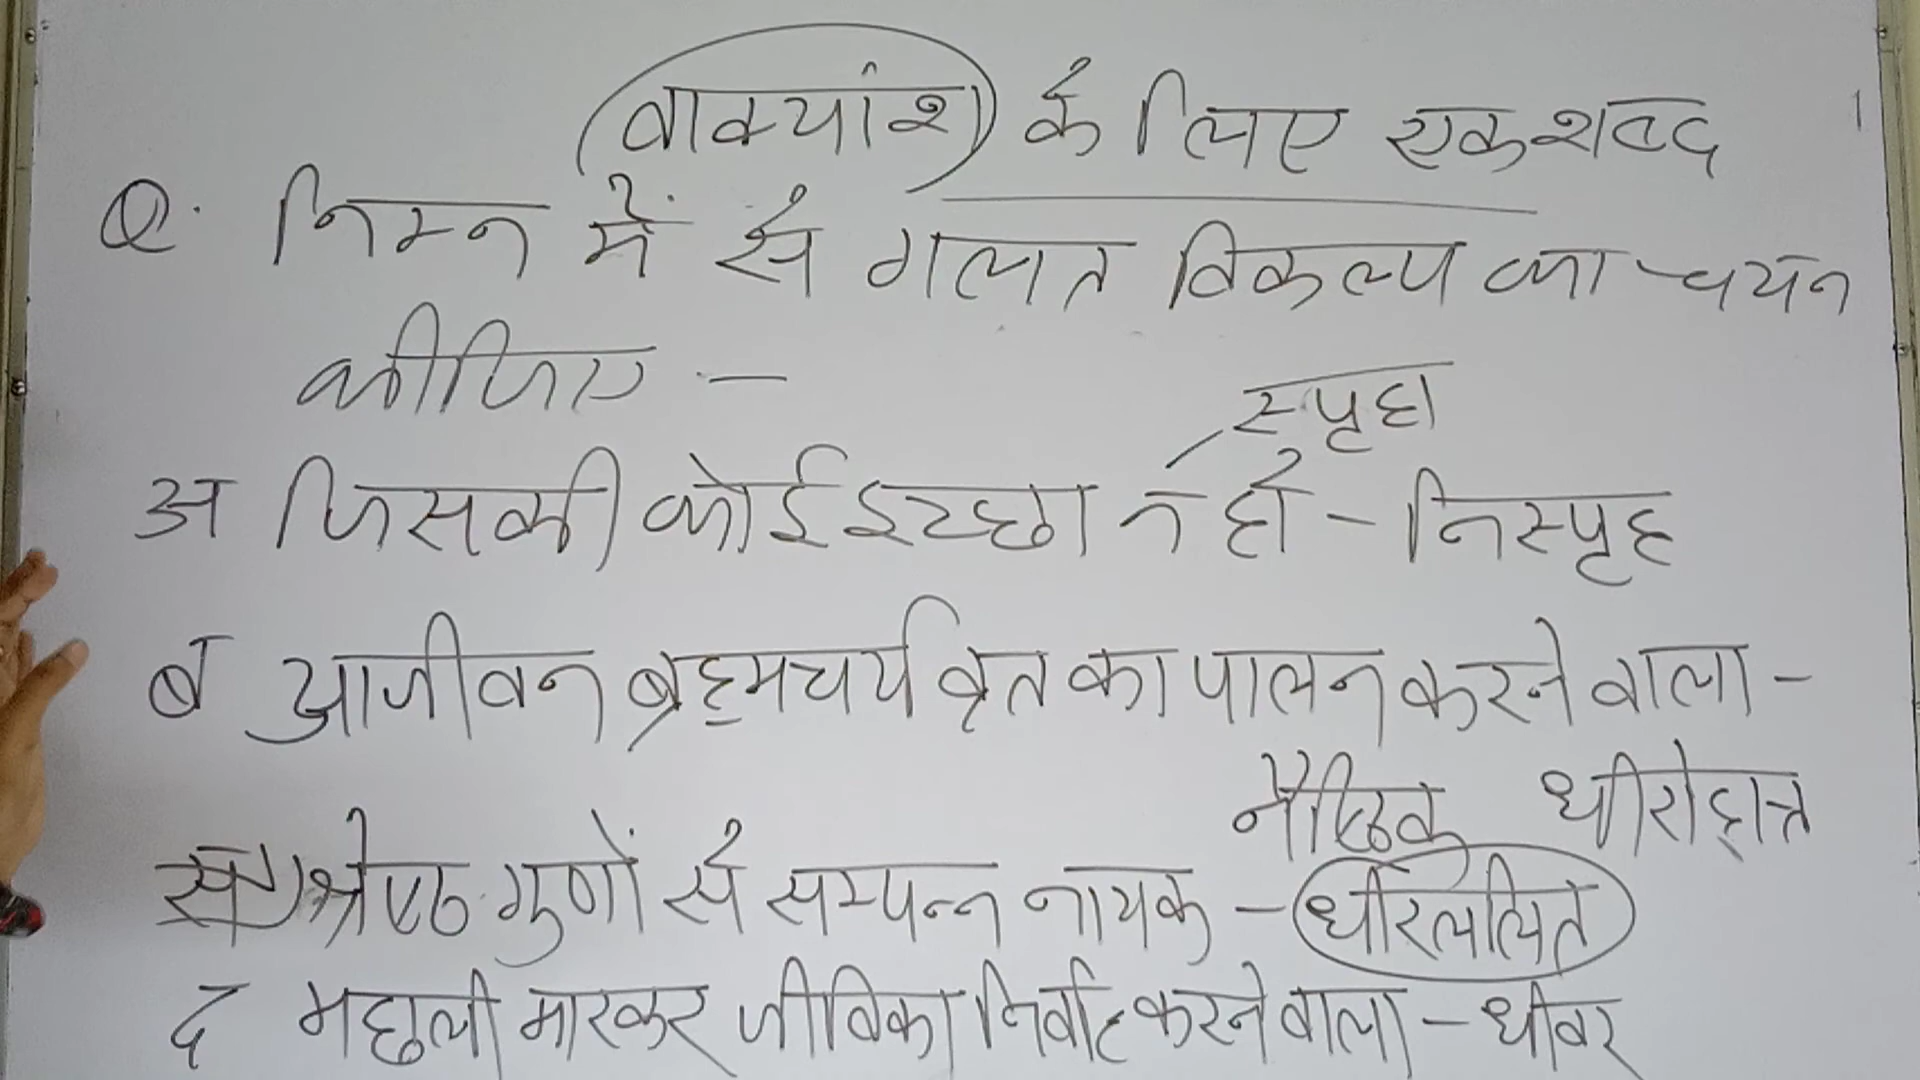 वाक्यांश के लिए एक शब्द
Q. निम्न में से गलत विकल्प का चयन
कीजिए -
स्पृहा
अ जिसकी कोई इच्छा न हो - निस्पृह
ब आजीवन ब्रह्मचर्य वृत का पालन करने वाला -
नैष्ठिक धीरोद्दात्त
स श्रेष्ठ गुणों से सम्पन्न नायक - धीरललित
द मछली मारकर जीविका निर्वाह करने वाला - धीवर